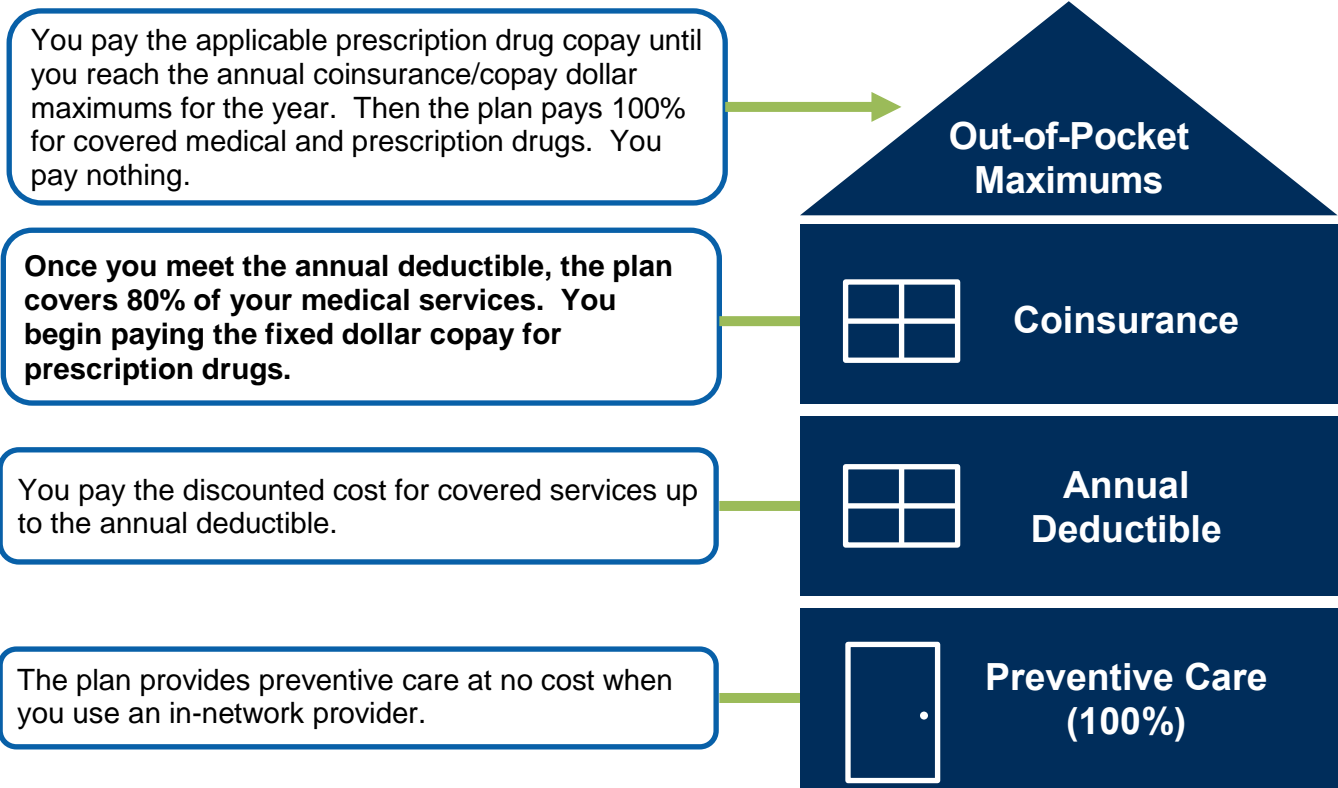 You pay the applicable prescription drug copay until
you reach the annual coinsurance/copay dollar
maximums for the year.  Then the plan pays 100%
for covered medical and prescription drugs.  You
pay nothing.
Out-of-Pocket
Maximums
Once you meet the annual deductible, the plan
covers 80% of your medical services.  You
begin paying the fixed dollar copay for
prescription drugs.
Coinsurance
You pay the discounted cost for covered services up
to the annual deductible.
Annual
Deductible
The plan provides preventive care at no cost when
you use an in-network provider.
Preventive Care
(100%)